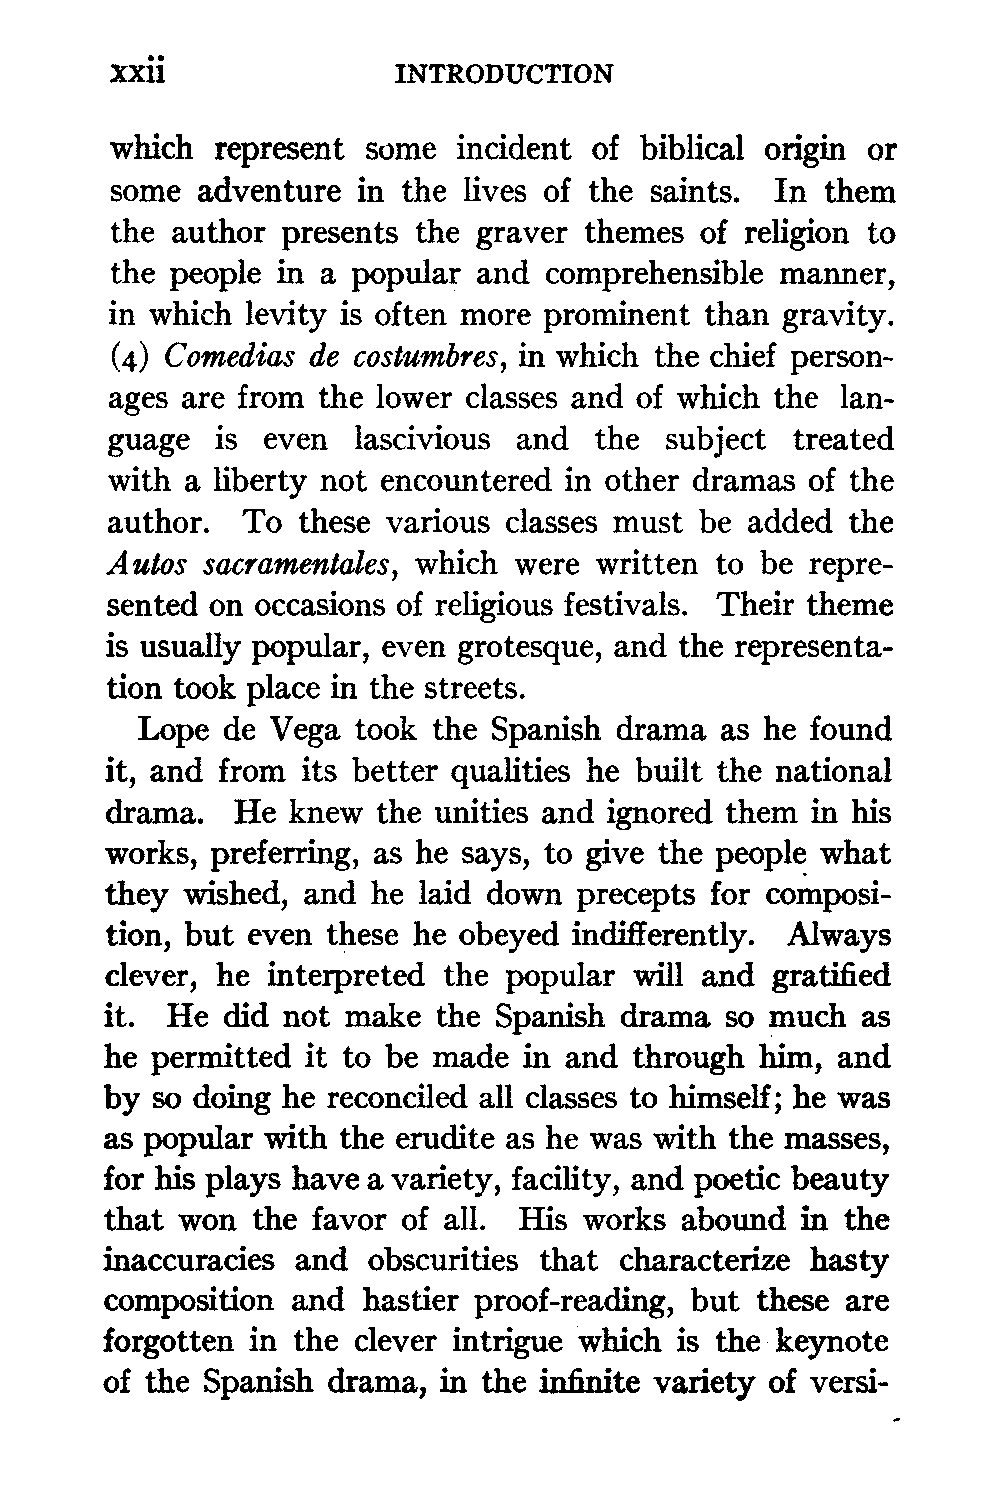 xxii INTRODUCTION
which represent some incident of biblical origin or
some adventure in the lives of the saints. In them
the author presents the graver themes of religion to
the people in a popular and comprehensible manner,
in which levity is often more prominent than gravity.
(4) Comedias de costumbres, in which the chief person-
ages are from the lower classes and of which the lan-
guage is even lascivious and the subject treated
with a liberty not encountered in other dramas of the
author. To these various classes must be added the
Autos sacramentales, which were written to be repre-
sented on occasions of religious festivals. Their theme
is usually popular, even grotesque, and the representa-
tion took place in the streets.
Lope de Vega took the Spanish drama as he found
it, and from its better qualities he built the national
drama. He knew the unities and ignored them in his
works, preferring, as he says, to give the people what
they wished, and he laid down precepts for composi-
tion, but even these he obeyed indifferently. Always
clever, he interpreted the popular will and gratified
it. He did not make the Spanish drama so much as
he permitted it to be made in and through him, and
by so doing he reconciled all classes to himself; he was
as popular with the erudite as he was with the masses,
for his plays have a variety, facility, and poetic beauty
that won the favor of all. His works abound in the
inaccuracies and obscurities that characterize hasty
composition and hastier proof-reading, but these are
forgotten in the clever intrigue which is the keynote
of the Spanish drama, in the infinite variety of versi-